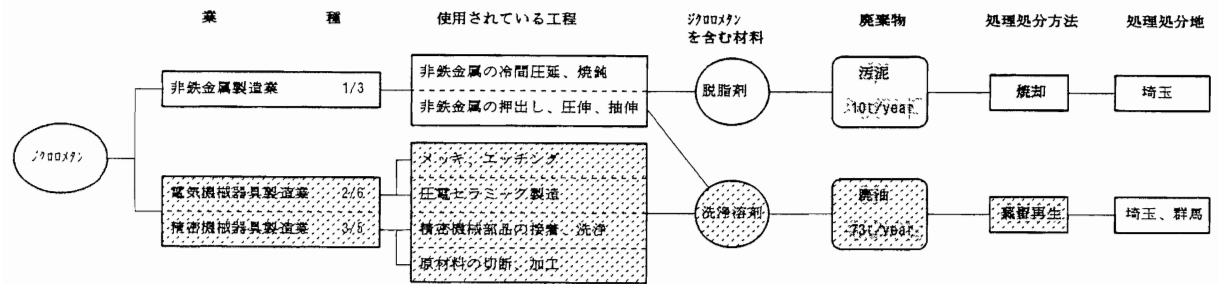 業 種 使用されている工程 ジクロロメタン 廃棄物 処理処分方法 処理処分地
を含む材料
非鉄金属製造業 1/3
非鉄金属の冷間圧延、焼鈍
非鉄金属の押出し、圧伸、抽伸
脱脂剤
汚泥
10t/year
焼却
埼玉
ジクロロメタン
電気機械器具製造業 2/6
精密機械器具製造業 3/5
メッキ、エッチング
圧電セラミック製造
精密機械部品の接着、洗浄
原材料の切断、加工
洗浄溶剤
廃油
73t/year
蒸留再生
埼玉、群馬